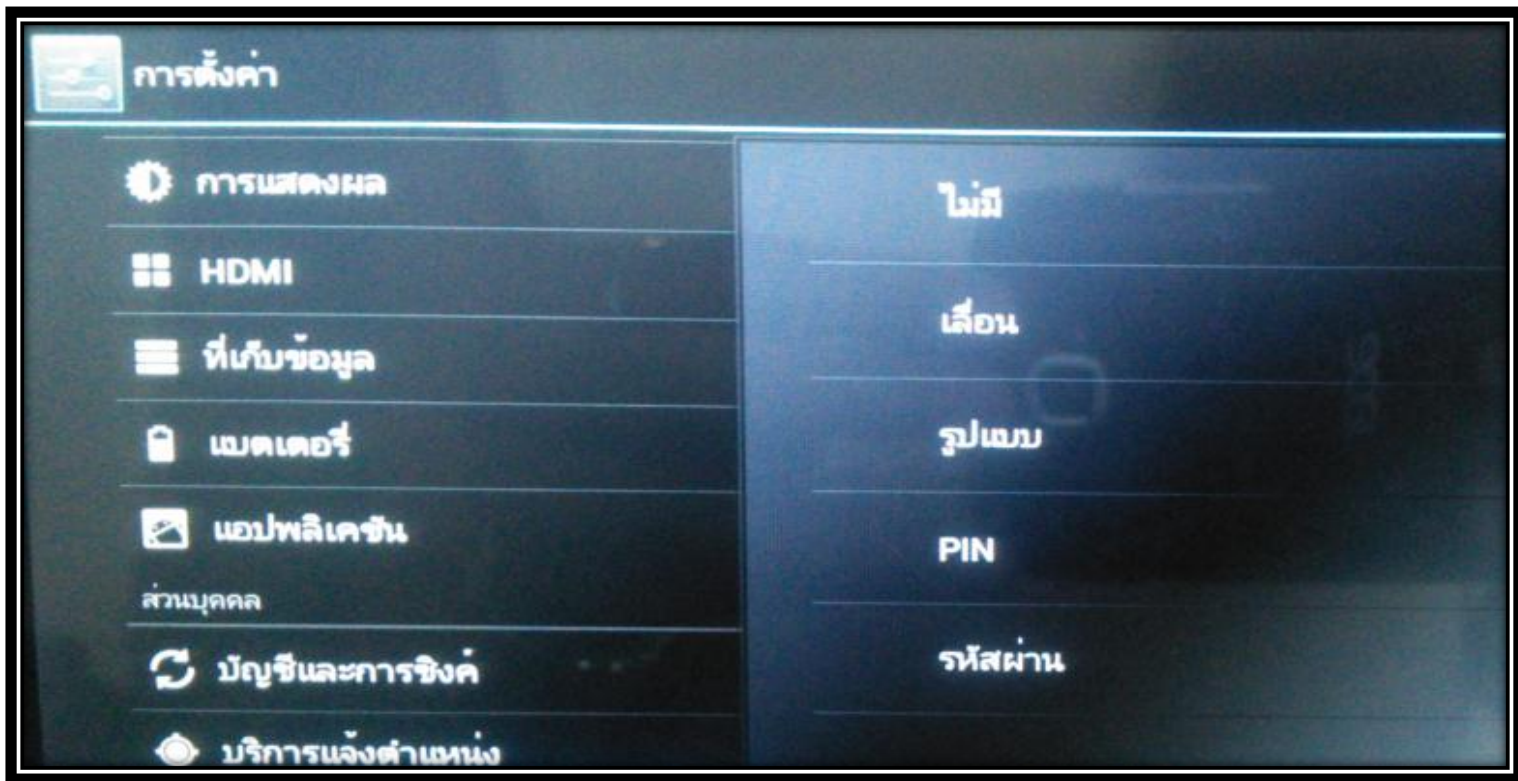 การตั้งค่า
การแสดงผล
HDMI
ที่เก็บข้อมูล
แบตเตอรี่
แอปพลิเคชัน
ส่วนบุคคล
บัญชีและการซิงค์
บริการแจ้งตำแหน่ง
ไม่มี
เลื่อน
รูปแบบ
PIN
รหัสผ่าน